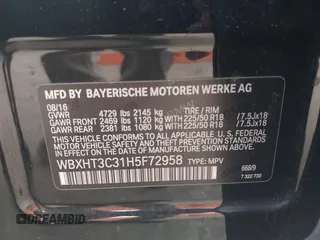 MFD BY BAYERISCHE MOTOREN WERKE AG
08/16
GVWR 4729 lbs 2145 kg TIRE / RIM
GAWR FRONT 2469 lbs 1120 kg WITH 225/50 R18 /7.5Jx18
GAWR REAR 2381 lbs 1080 kg WITH 225/50 R18 /7.5Jx18
THIS VEHICLE CONFORMS TO ALL APPLICABLE U.S.
FEDERAL MOTOR VEHICLE SAFETY, BUMPER, AND
THEFT PREVENTION STANDARDS IN EFFECT ON THE
DATE OF MANUFACTURE SHOWN ABOVE.
WBXHT3C31H5F72958 TYPE: MPV
668/9
7 320 730